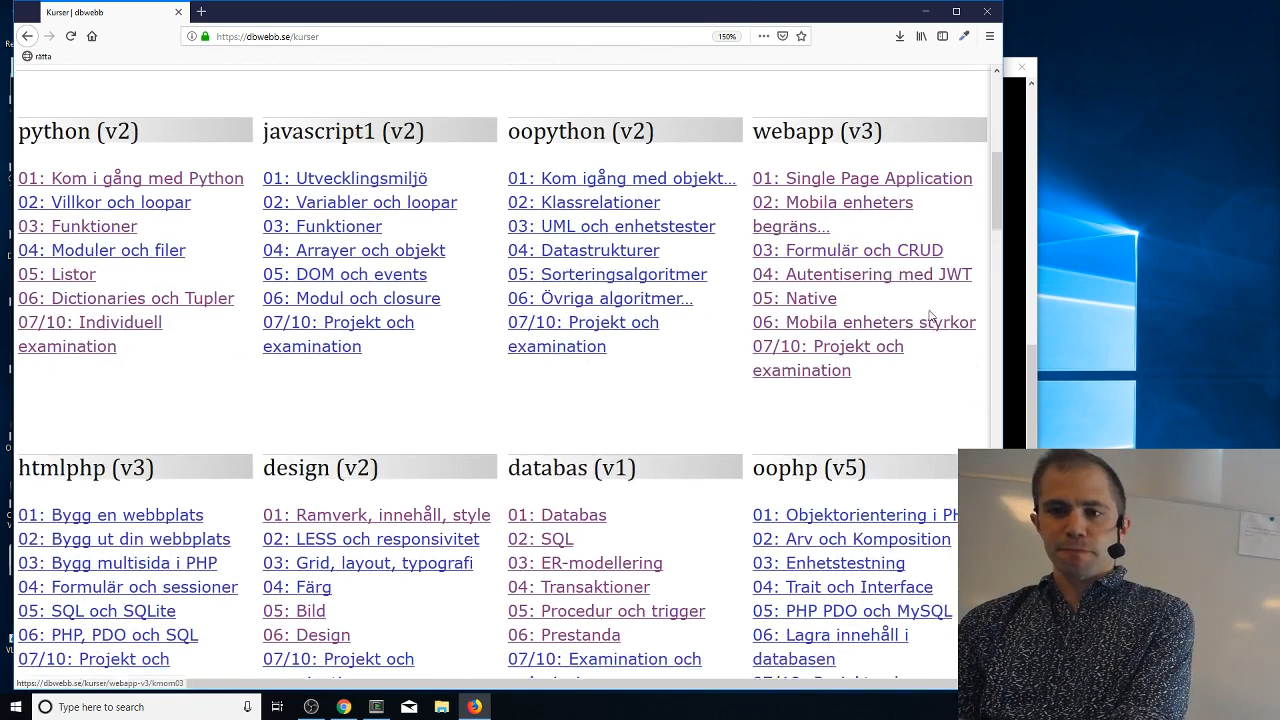 Kurser | dbwebb
https://dbwebb.se/kurser
150%
rätta
python (v2)
01: Kom i gång med Python
02: Villkor och loopar
03: Funktioner
04: Moduler och filer
05: Listor
06: Dictionaries och Tupler
07/10: Individuell
examination
javascript1 (v2)
01: Utvecklingsmiljö
02: Variabler och loopar
03: Funktioner
04: Arrayer och objekt
05: DOM och events
06: Modul och closure
07/10: Projekt och
examination
oopython (v2)
01: Kom igång med objekt...
02: Klassrelationer
03: UML och enhetstester
04: Datastrukturer
05: Sorteringsalgoritmer
06: Övriga algoritmer...
07/10: Projekt och
examination
webapp (v3)
01: Single Page Application
02: Mobila enheters
begräns...
03: Formulär och CRUD
04: Autentisering med JWT
05: Native
06: Mobila enheters styrkor
07/10: Projekt och
examination
htmlphp (v3)
01: Bygg en webbplats
02: Bygg ut din webbplats
03: Bygg multisida i PHP
04: Formulär och sessioner
05: SQL och SQLite
06: PHP, PDO och SQL
07/10: Projekt och
design (v2)
01: Ramverk, innehåll, style
02: LESS och responsivitet
03: Grid, layout, typografi
04: Färg
05: Bild
06: Design
07/10: Projekt och
databas (v1)
01: Databas
02: SQL
03: ER-modellering
04: Transaktioner
05: Procedur och trigger
06: Prestanda
07/10: Examination och
oophp (v5)
01: Objektorientering i PH
02: Arv och Komposition
03: Enhetstestning
04: Trait och Interface
05: PHP PDO och MySQL
06: Lagra innehåll i
databasen
https://dbwebb.se/kurser/webapp-v3/kmom03
Type here to search